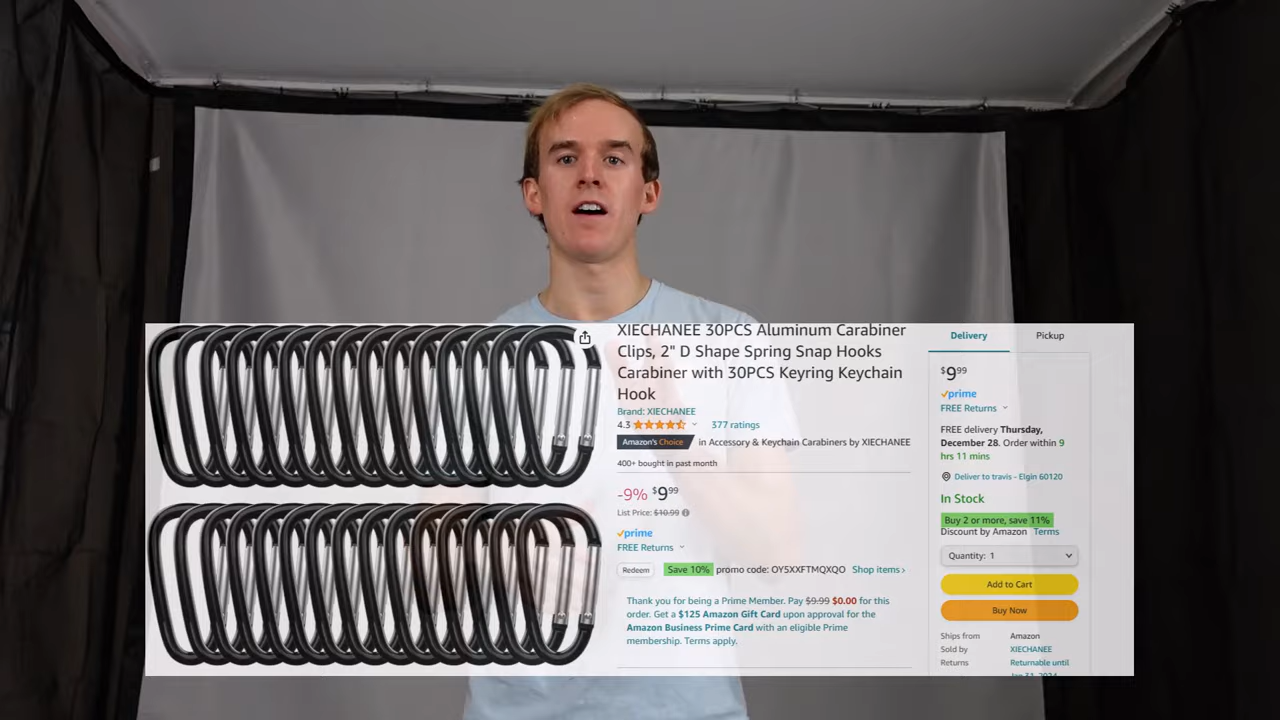 XIECHANEE 30PCS Aluminum Carabiner
Clips, 2" D Shape Spring Snap Hooks
Carabiner with 30PCS Keyring Keychain
Hook
Brand: XIECHANEE
4.3 377 ratings
Amazon's Choice in Accessory & Keychain Carabiners by XIECHANEE
400+ bought in past month
-9% $9.99
List Price: $10.99
prime
FREE Returns
Redeem Save 10% promo code: OY5XXFTMQXQO Shop items ›
Thank you for being a Prime Member. Pay $9.99 $0.00 for this
order. Get a $125 Amazon Gift Card upon approval for the
Amazon Business Prime Card with an eligible Prime
membership. Terms apply.
Delivery Pickup
$9.99
prime
FREE Returns
FREE delivery Thursday,
December 28. Order within 9
hrs 11 mins
Deliver to travis - Elgin 60120
In Stock
Buy 2 or more, save 11%
Discount by Amazon Terms
Quantity: 1
Add to Cart
Buy Now
Ships from Amazon
Sold by XIECHANEE
Returns Returnable until
Jan 31, 2024